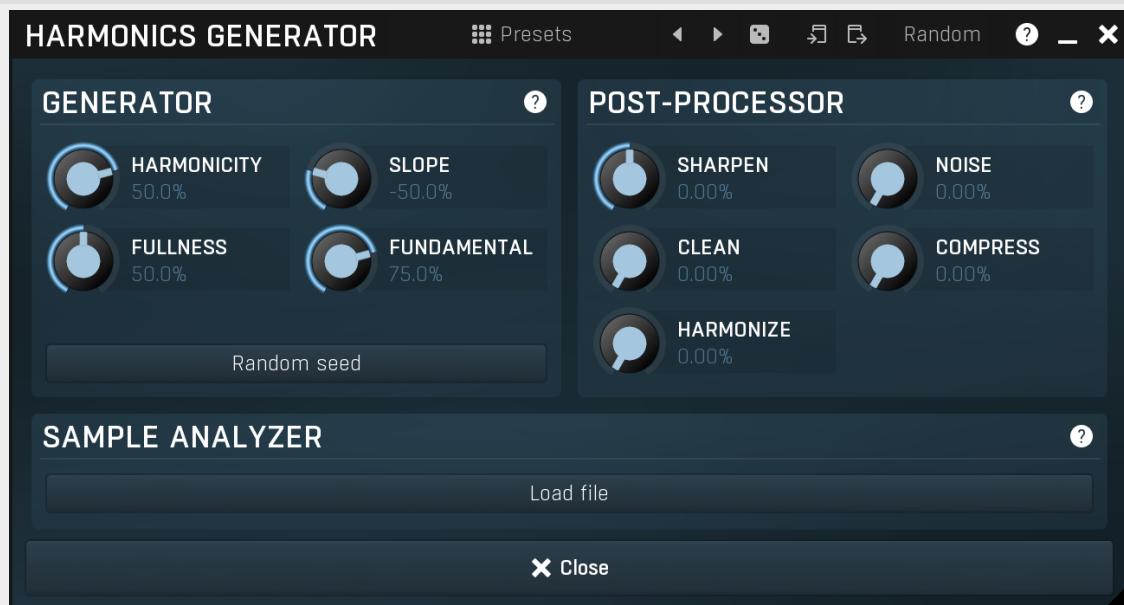 HARMONICS GENERATOR Presets Random ?
GENERATOR ?
HARMONICITY
50.0%
SLOPE
-50.0%
FULLNESS
50.0%
FUNDAMENTAL
75.0%
Random seed
POST-PROCESSOR ?
SHARPEN
0.00%
NOISE
0.00%
CLEAN
0.00%
COMPRESS
0.00%
HARMONIZE
0.00%
SAMPLE ANALYZER ?
Load file
Close